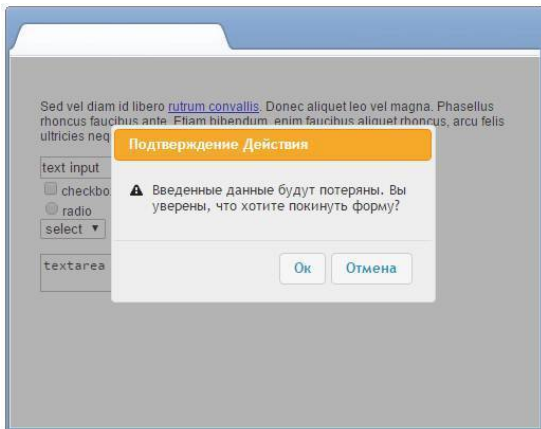 Sed vel diam id libero rutrum convallis. Donec aliquet leo vel magna. Phasellus
rhoncus faucibus ante. Etiam bibendum, enim faucibus aliquet rhoncus, arcu felis
ultricies neq
Подтверждение Действия
text input
checkbo
Введенные данные будут потеряны. Вы
уверены, что хотите покинуть форму?
radio
select
textarea
Ок Отмена